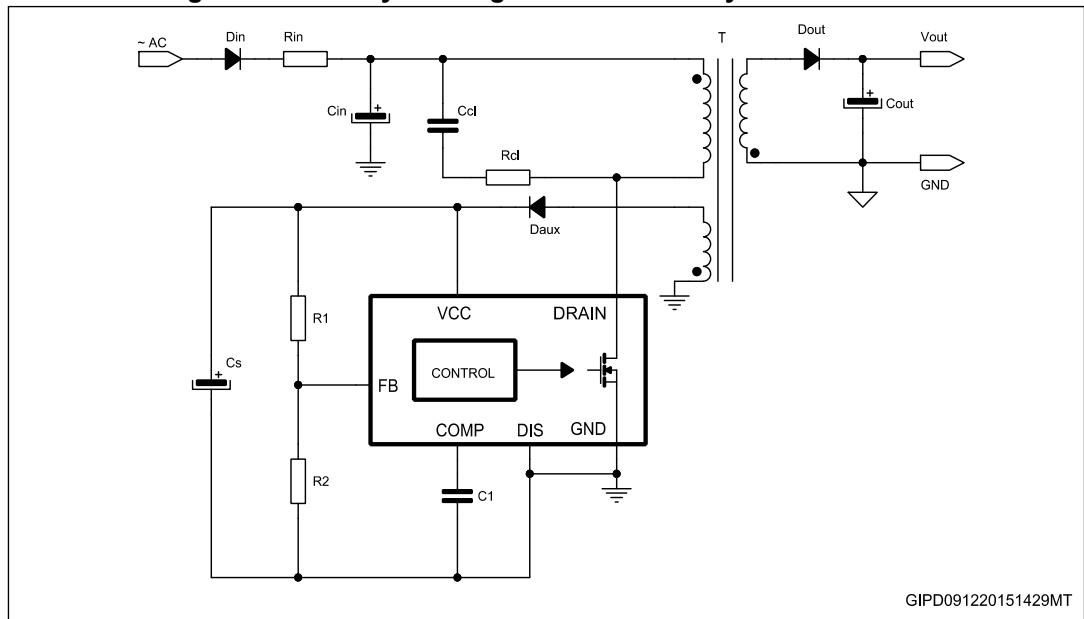 ~ AC
Din
Rin
T
Dout
Vout
Cin
+
Ccl
+
Cout
Rcl
GND
Daux
R1
VCC
DRAIN
Cs
+
FB
CONTROL
COMP
DIS
GND
R2
C1
GIPD091220151429MT